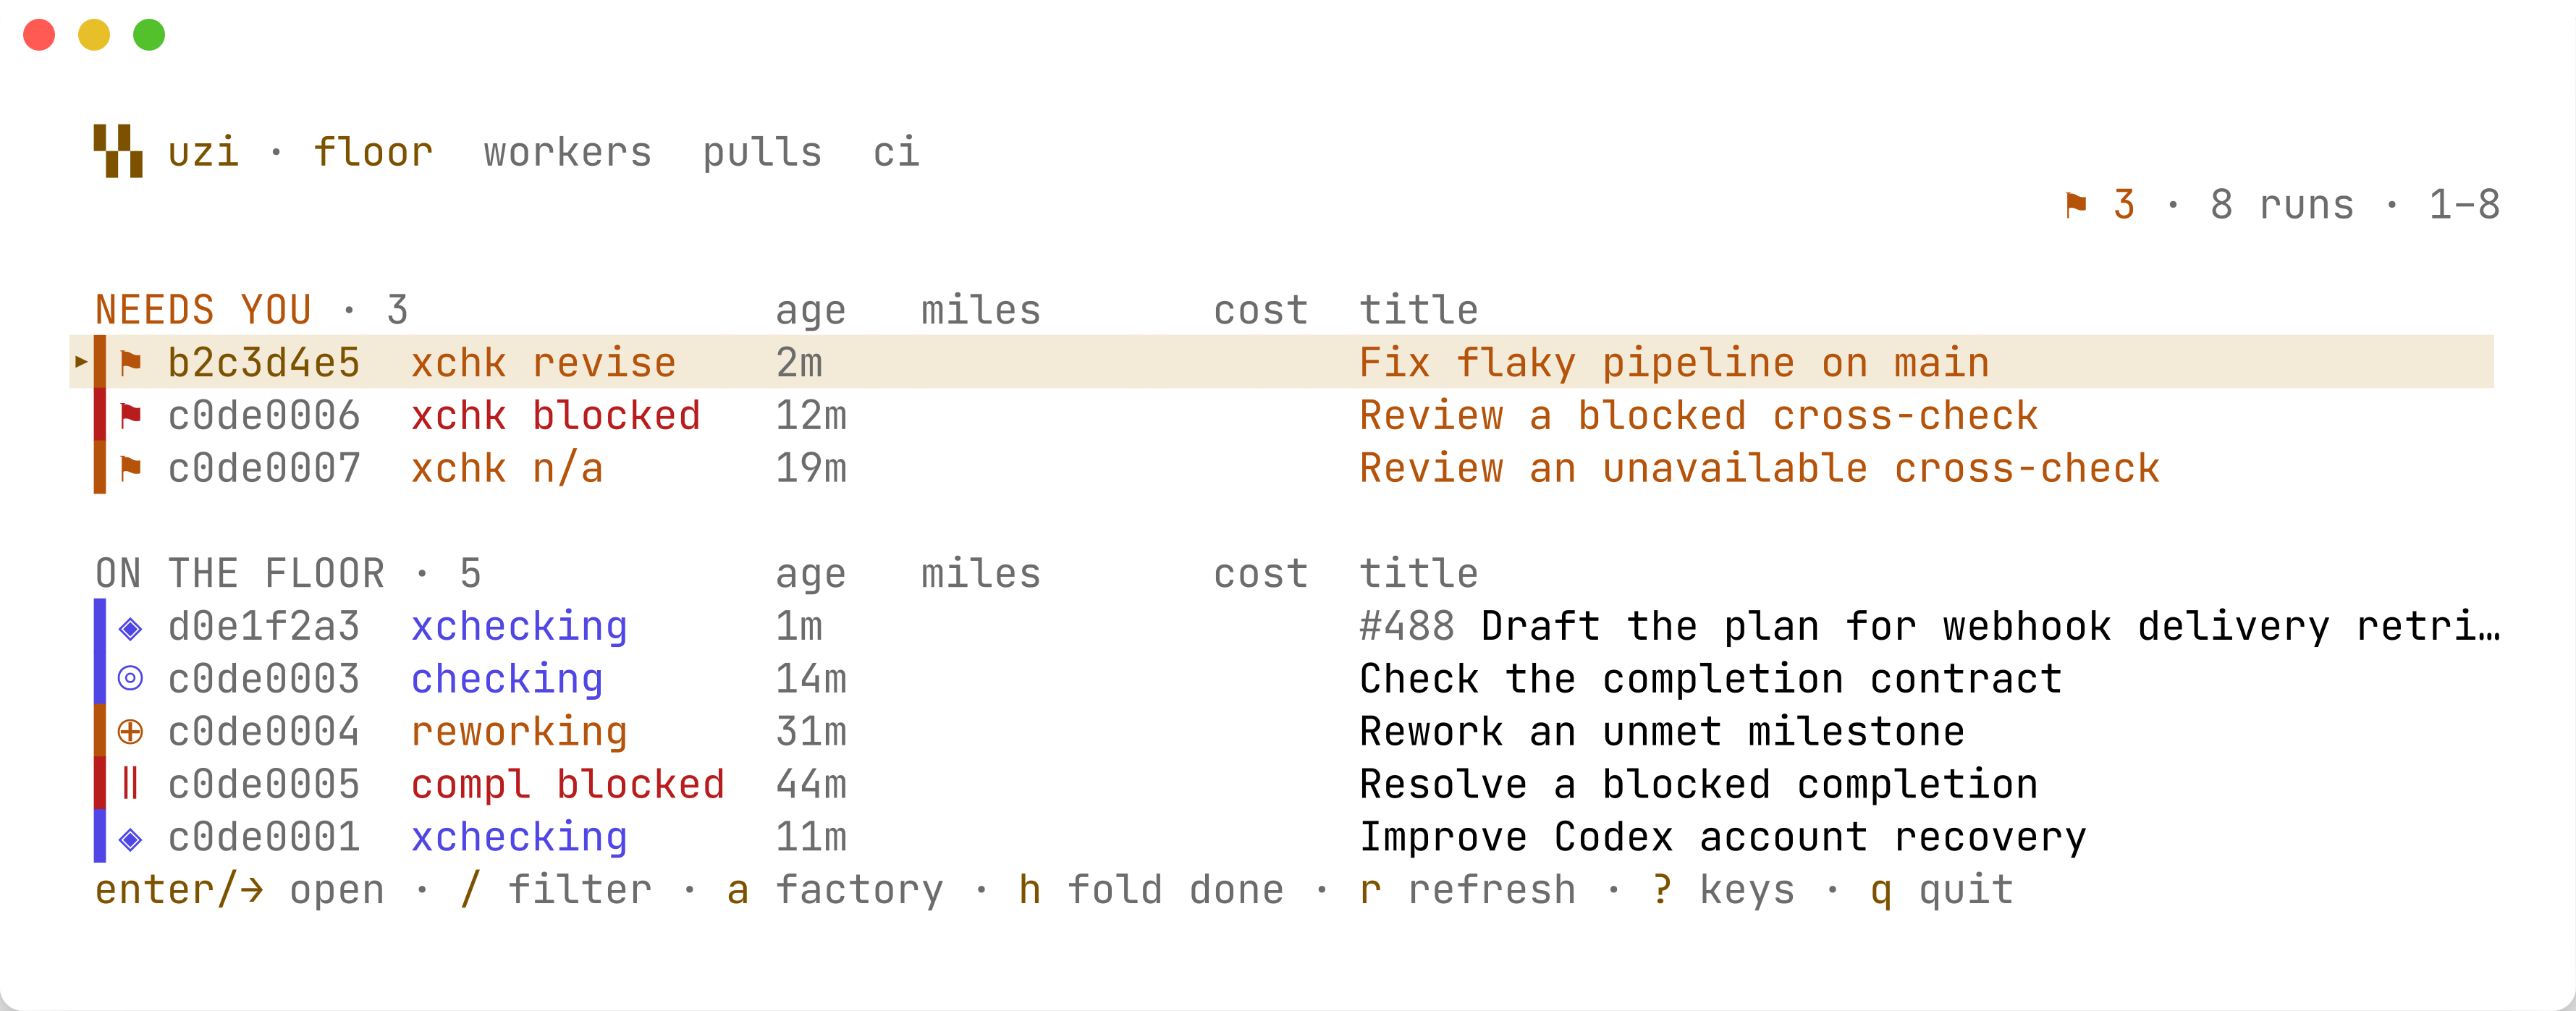 uzi · floor workers pulls ci
⚑ 3 · 8 runs · 1–8
NEEDS YOU · 3 age miles cost title
▸ ⚑ b2c3d4e5 xchk revise 2m Fix flaky pipeline on main
⚑ c0de0006 xchk blocked 12m Review a blocked cross-check
⚑ c0de0007 xchk n/a 19m Review an unavailable cross-check
ON THE FLOOR · 5 age miles cost title
◈ d0e1f2a3 xchecking 1m #488 Draft the plan for webhook delivery retri…
◎ c0de0003 checking 14m Check the completion contract
⊕ c0de0004 reworking 31m Rework an unmet milestone
‖ c0de0005 compl blocked 44m Resolve a blocked completion
◈ c0de0001 xchecking 11m Improve Codex account recovery
enter/→ open · / filter · a factory · h fold done · r refresh · ? keys · q quit